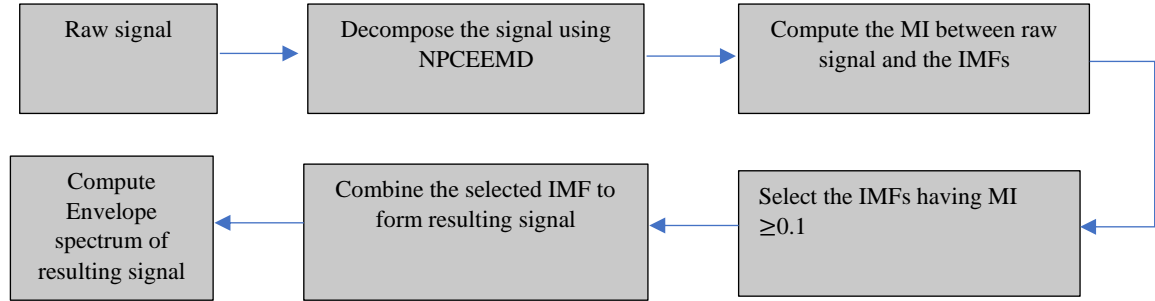 Raw signal
Decompose the signal using
NPCEEMD
Compute the MI between raw
signal and the IMFs
Select the IMFs having MI
≥0.1
Combine the selected IMF to
form resulting signal
Compute
Envelope
spectrum of
resulting signal